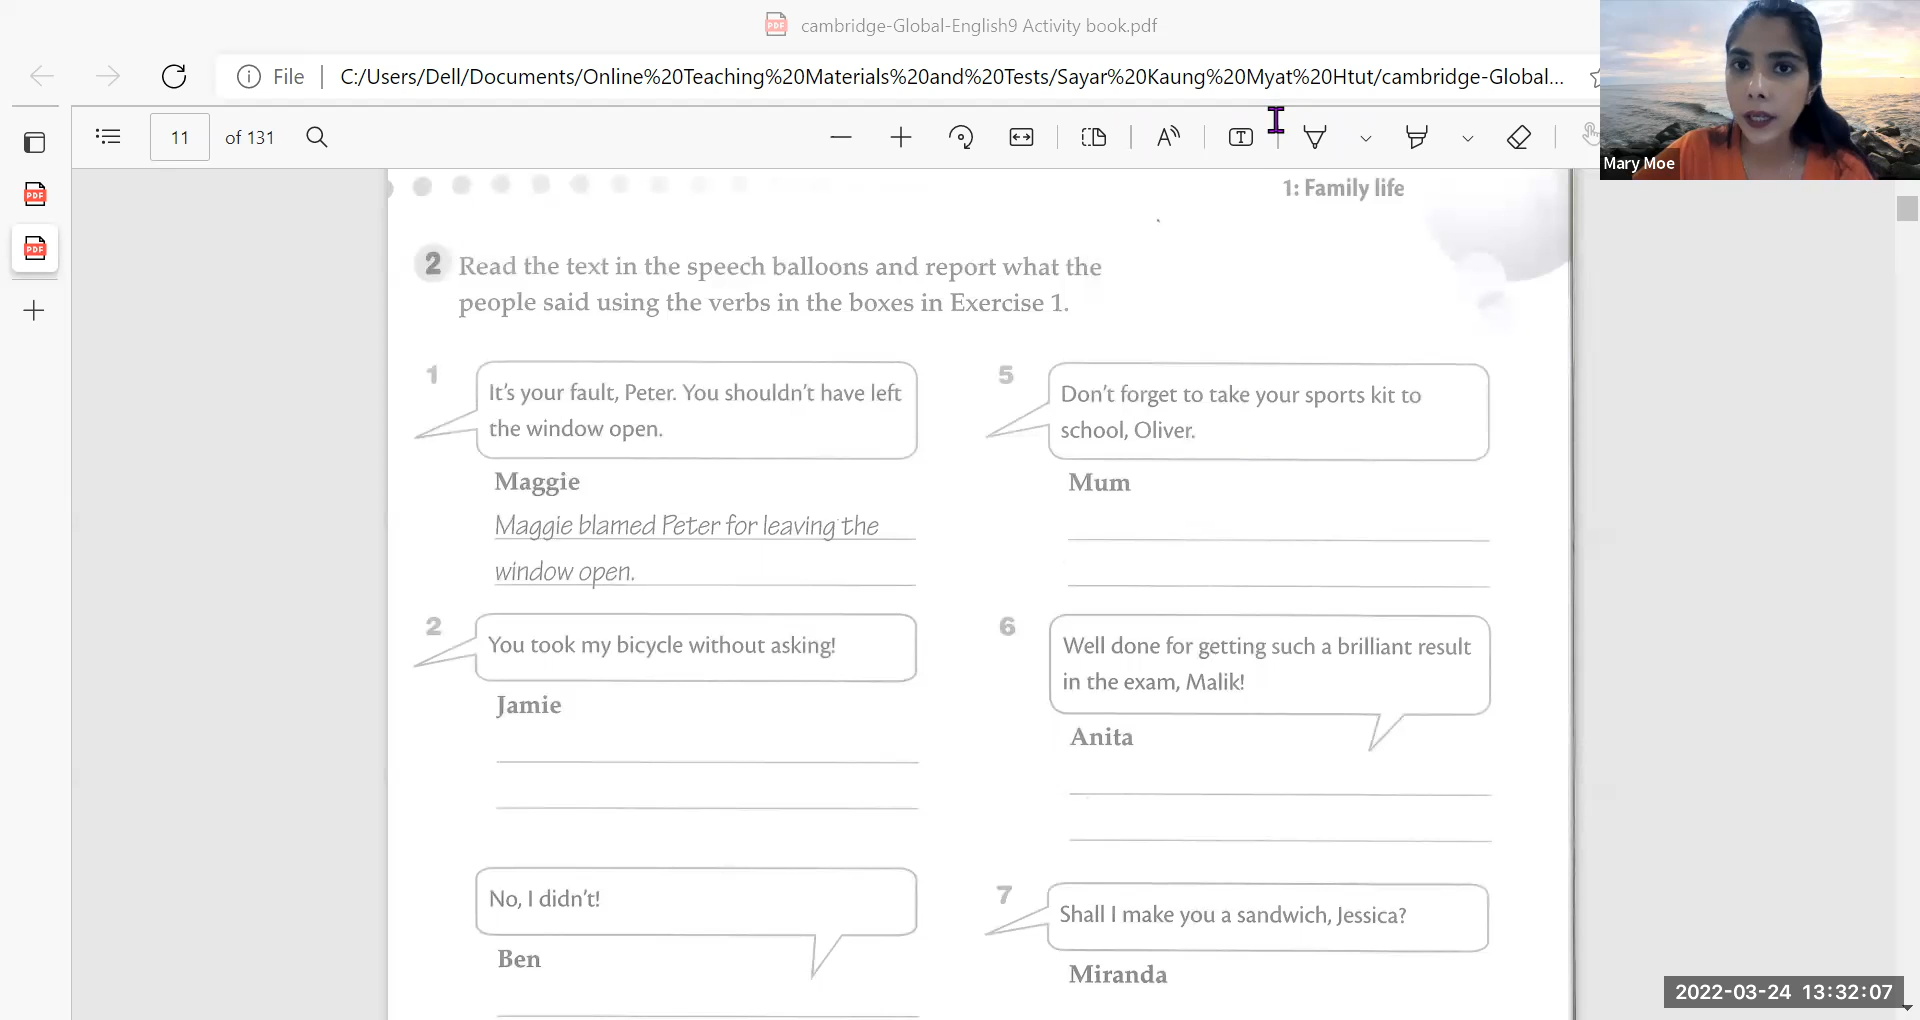 cambridge-Global-English9 Activity book.pdf
File
C:/Users/Dell/Documents/Online%20Teaching%20Materials%20and%20Tests/Sayar%20Kaung%20Myat%20Htut/cambridge-Global...
11 of 131
Mary Moe
1: Family life
2 Read the text in the speech balloons and report what the
people said using the verbs in the boxes in Exercise 1.
1
It's your fault, Peter. You shouldn't have left
the window open.
Maggie
Maggie blamed Peter for leaving the
window open.
2
You took my bicycle without asking!
Jamie
No, I didn't!
Ben
5
Don't forget to take your sports kit to
school, Oliver.
Mum
6
Well done for getting such a brilliant result
in the exam, Malik!
Anita
7
Shall I make you a sandwich, Jessica?
Miranda
2022-03-24 13:32:07